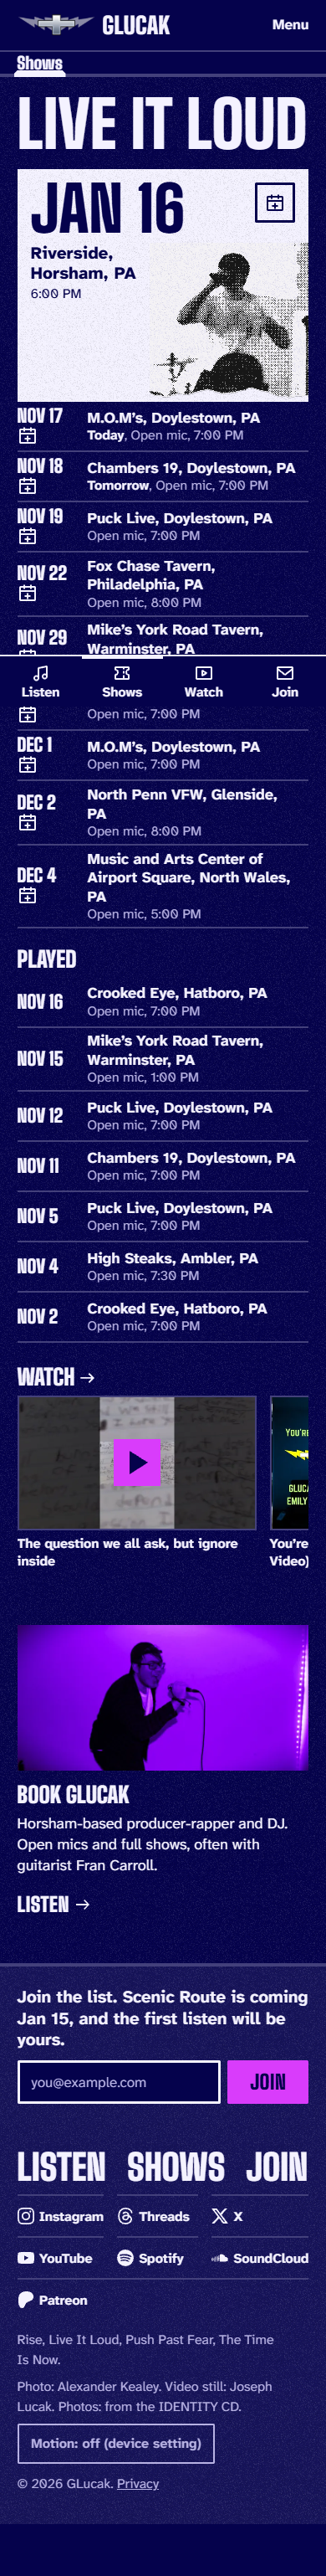 GLUCAK
Menu
Shows
LIVE IT LOUD
JAN 16
Riverside,
Horsham, PA
6:00 PM
NOV 17
M.O.M's, Doylestown, PA
Today, Open mic, 7:00 PM
NOV 18
Chambers 19, Doylestown, PA
Tomorrow, Open mic, 7:00 PM
NOV 19
Puck Live, Doylestown, PA
Open mic, 7:00 PM
NOV 22
Fox Chase Tavern,
Philadelphia, PA
Open mic, 8:00 PM
NOV 29
Mike's York Road Tavern,
Warminster, PA
Listen
Shows
Watch
Join
Open mic, 7:00 PM
DEC 1
M.O.M's, Doylestown, PA
Open mic, 7:00 PM
DEC 2
North Penn VFW, Glenside,
PA
Open mic, 8:00 PM
DEC 4
Music and Arts Center of
Airport Square, North Wales,
PA
Open mic, 5:00 PM
PLAYED
NOV 16
Crooked Eye, Hatboro, PA
Open mic, 7:00 PM
NOV 15
Mike's York Road Tavern,
Warminster, PA
Open mic, 1:00 PM
NOV 12
Puck Live, Doylestown, PA
Open mic, 7:00 PM
NOV 11
Chambers 19, Doylestown, PA
Open mic, 7:00 PM
NOV 5
Puck Live, Doylestown, PA
Open mic, 7:00 PM
NOV 4
High Steaks, Ambler, PA
Open mic, 7:30 PM
NOV 2
Crooked Eye, Hatboro, PA
Open mic, 7:00 PM
WATCH →
The question we all ask, but ignore
inside
You're
Video)
BOOK GLUCAK
Horsham-based producer-rapper and DJ.
Open mics and full shows, often with
guitarist Fran Carroll.
LISTEN →
Join the list. Scenic Route is coming
Jan 15, and the first listen will be
yours.
you@example.com
JOIN
LISTEN SHOWS JOIN
Instagram Threads X
YouTube Spotify SoundCloud
Patreon
Rise, Live It Loud, Push Past Fear, The Time
Is Now.
Photo: Alexander Kealey. Video still: Joseph
Lucak. Photos: from the IDENTITY CD.
Motion: off (device setting)
© 2026 GLucak. Privacy